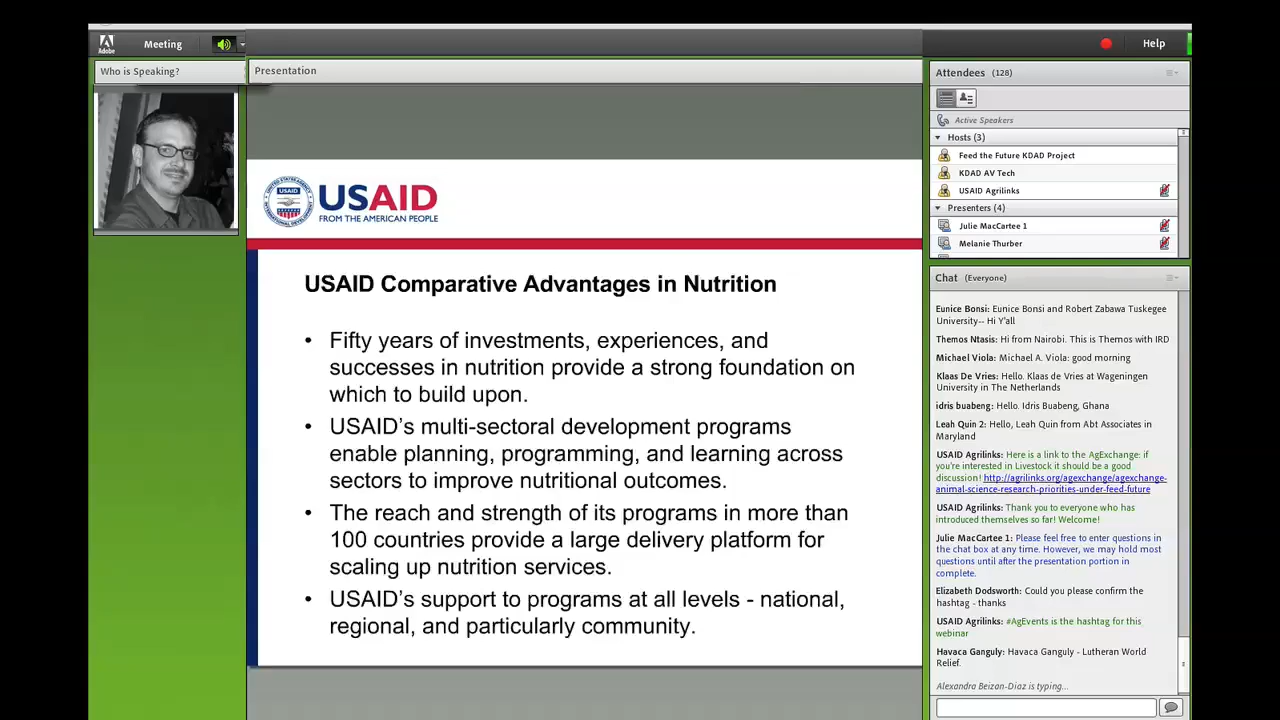 Adobe
Meeting
Help
Who is Speaking?
Presentation
USAID
FROM THE AMERICAN PEOPLE
USAID Comparative Advantages in Nutrition
• Fifty years of investments, experiences, and
successes in nutrition provide a strong foundation on
which to build upon.
• USAID’s multi-sectoral development programs
enable planning, programming, and learning across
sectors to improve nutritional outcomes.
• The reach and strength of its programs in more than
100 countries provide a large delivery platform for
scaling up nutrition services.
• USAID’s support to programs at all levels - national,
regional, and particularly community.
Attendees (128)
Active Speakers
Hosts (3)
Feed the Future KDAD Project
KDAD AV Tech
USAID Agrilinks
Presenters (4)
Julie MacCartee 1
Melanie Thurber
Chat (Everyone)
Eunice Bonsi: Eunice Bonsi and Robert Zabawa Tuskegee
University-- Hi Y'all
Themos Ntasis: Hi from Nairobi. This is Themos with IRD
Michael Viola: Michael A. Viola: good morning
Klaas De Vries: Hello. Klaas de Vries at Wageningen
University in The Netherlands
idris buabeng: Hello. Idris Buabeng, Ghana
Leah Quin 2: Hello, Leah Quin from Abt Associates in
Maryland
USAID Agrilinks: Here is a link to the AgExchange: if
you're interested in Livestock it should be a good
discussion! http://agrilinks.org/agexchange/agexchange-
animal-science-research-priorities-under-feed-future
USAID Agrilinks: Thank you to everyone who has
introduced themselves so far! Welcome!
Julie MacCartee 1: Please feel free to enter questions in
the chat box at any time. However, we may hold most
questions until after the presentation portion in
complete.
Elizabeth Dodsworth: Could you please confirm the
hashtag - thanks
USAID Agrilinks: #AgEvents is the hashtag for this
webinar
Havaca Ganguly: Havaca Ganguly - Lutheran World
Relief.
Alexandra Beizan-Diaz is typing...